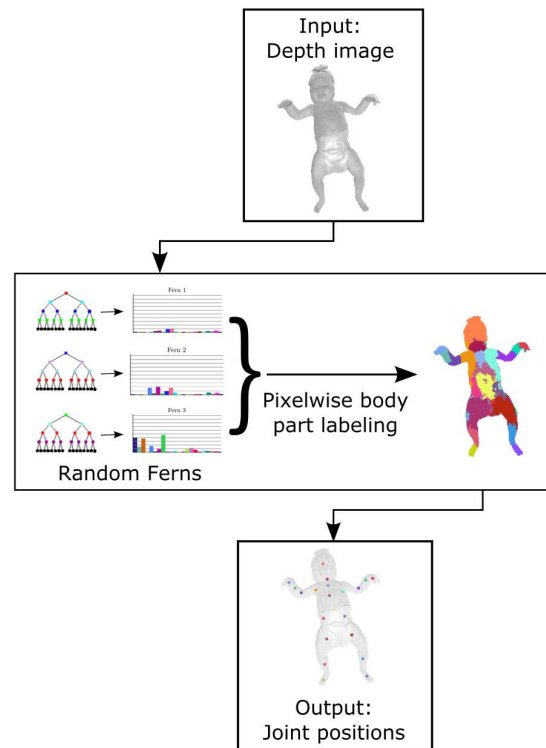 Input:
Depth image
Fern 1
Fern 2
Fern 3
Pixelwise body
part labeling
Random Ferns
Output:
Joint positions